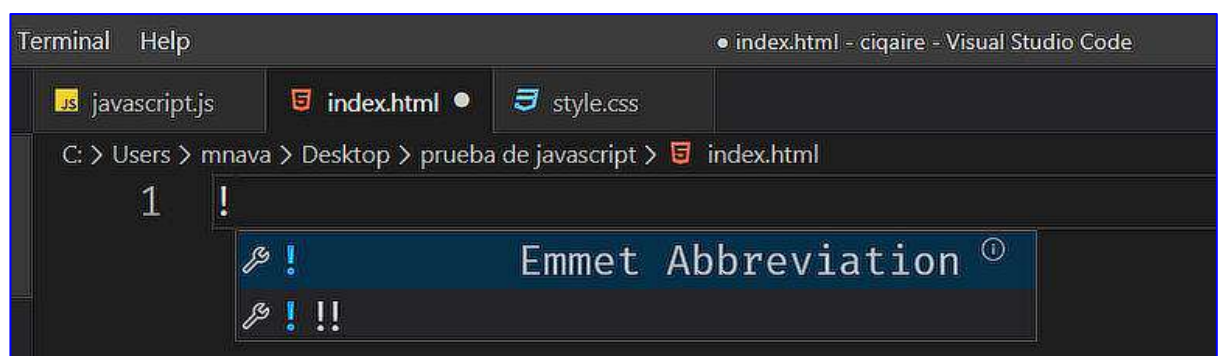 Terminal Help ● index.html - ciqaire - Visual Studio Code
JS javascript.js index.html ● style.css
C: > Users > mnava > Desktop > prueba de javascript > index.html
1 !
! Emmet Abbreviation
!!!